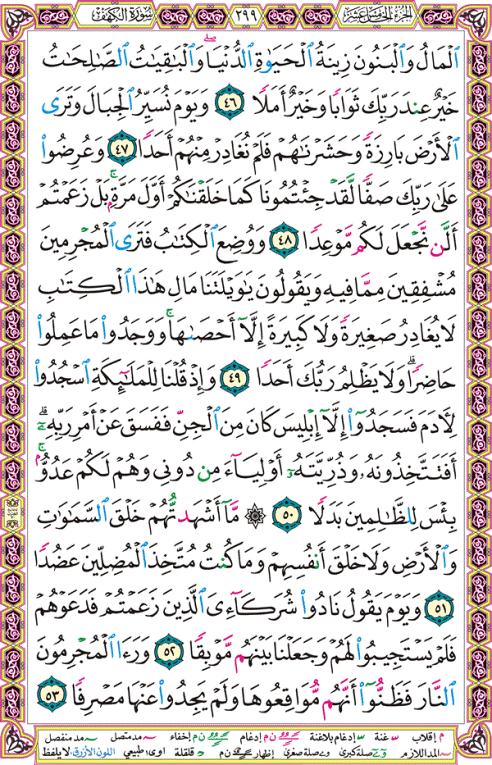 الجزء الخامس عشر ٢٩٩ سورة الكهف
ٱلۡمَالُ وَٱلۡبَنُونَ زِينَةُ ٱلۡحَيَوٰةِ ٱلدُّنۡيَا وَٱلۡبَٰقِيَٰتُ ٱلصَّٰلِحَٰتُ
خَيۡرٌ عِندَ رَبِّكَ ثَوَابًا وَخَيۡرٌ أَمَلًا ٤٦ وَيَوۡمَ نُسَيِّرُ ٱلۡجِبَالَ وَتَرَى
ٱلۡأَرۡضَ بَارِزَةً وَحَشَرۡنَٰهُمۡ فَلَمۡ نُغَادِرۡ مِنۡهُمۡ أَحَدًا ٤٧ وَعُرِضُوا۟
عَلَىٰ رَبِّكَ صَفًّا لَّقَدۡ جِئۡتُمُونَا كَمَا خَلَقۡنَٰكُمۡ أَوَّلَ مَرَّةٍۭ بَلۡ زَعَمۡتُمۡ
أَلَّن نَّجۡعَلَ لَكُم مَّوۡعِدًا ٤٨ وَوُضِعَ ٱلۡكِتَٰبُ فَتَرَى ٱلۡمُجۡرِمِينَ
مُشۡفِقِينَ مِمَّا فِيهِ وَيَقُولُونَ يَٰوَيۡلَتَنَا مَالِ هَٰذَا ٱلۡكِتَٰبِ
لَا يُغَادِرُ صَغِيرَةً وَلَا كَبِيرَةً إِلَّآ أَحۡصَىٰهَاۚ وَوَجَدُوا۟ مَا عَمِلُوا۟
حَاضِرًاۗ وَلَا يَظۡلِمُ رَبُّكَ أَحَدًا ٤٩ وَإِذۡ قُلۡنَا لِلۡمَلَٰٓئِكَةِ ٱسۡجُدُوا۟
لِأٓدَمَ فَسَجَدُوٓا۟ إِلَّآ إِبۡلِيسَ كَانَ مِنَ ٱلۡجِنِّ فَفَسَقَ عَنۡ أَمۡرِ رَبِّهِۦٓۗ
أَفَتَتَّخِذُونَهُۥ وَذُرِّيَّتَهُۥٓ أَوۡلِيَآءَ مِن دُونِي وَهُمۡ لَكُمۡ عَدُوٌّۢۚ
بِئۡسَ لِلظَّٰلِمِينَ بَدَلًا ٥٠ ۞ مَّآ أَشۡهَدتُّهُمۡ خَلۡقَ ٱلسَّمَٰوَٰتِ
وَٱلۡأَرۡضِ وَلَا خَلۡقَ أَنفُسِهِمۡ وَمَا كُنتُ مُتَّخِذَ ٱلۡمُضِلِّينَ عَضُدًا
٥١ وَيَوۡمَ يَقُولُ نَادُوا۟ شُرَكَآءِيَ ٱلَّذِينَ زَعَمۡتُمۡ فَدَعَوۡهُمۡ
فَلَمۡ يَسۡتَجِيبُوا۟ لَهُمۡ وَجَعَلۡنَا بَيۡنَهُم مَّوۡبِقًا ٥٢ وَرَءَا ٱلۡمُجۡرِمُونَ
ٱلنَّارَ فَظَنُّوٓا۟ أَنَّهُم مُّوَاقِعُوهَا وَلَمۡ يَجِدُوا۟ عَنۡهَا مَصۡرِفًا ٥٣
م إقلاب غنة إدغام بلاغنة ن م إدغام ن م إخفاء مد متصل مد منفصل
المد اللازم صلة كبرى وصلة صغرى إظهار ن م قلقلة اوى: طبيعي اللون الأزرق: لا يلفظ